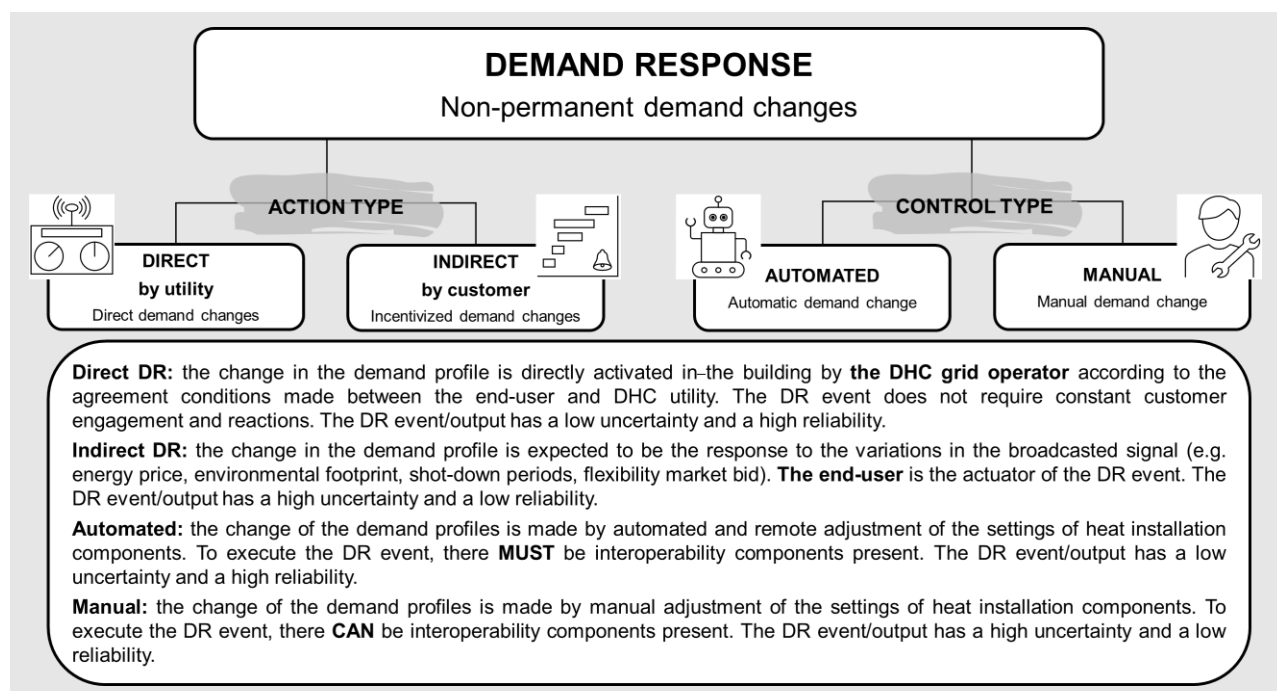 DEMAND RESPONSE
Non-permanent demand changes
ACTION TYPE
CONTROL TYPE
DIRECT
by utility
Direct demand changes
INDIRECT
by customer
Incentivized demand changes
AUTOMATED
Automatic demand change
MANUAL
Manual demand change
Direct DR: the change in the demand profile is directly activated in–the building by the DHC grid operator according to the
agreement conditions made between the end-user and DHC utility. The DR event does not require constant customer
engagement and reactions. The DR event/output has a low uncertainty and a high reliability.
Indirect DR: the change in the demand profile is expected to be the response to the variations in the broadcasted signal (e.g.
energy price, environmental footprint, shot-down periods, flexibility market bid). The end-user is the actuator of the DR event. The
DR event/output has a high uncertainty and a low reliability.
Automated: the change of the demand profiles is made by automated and remote adjustment of the settings of heat installation
components. To execute the DR event, there MUST be interoperability components present. The DR event/output has a low
uncertainty and a high reliability.
Manual: the change of the demand profiles is made by manual adjustment of the settings of heat installation components. To
execute the DR event, there CAN be interoperability components present. The DR event/output has a high uncertainty and a low
reliability.